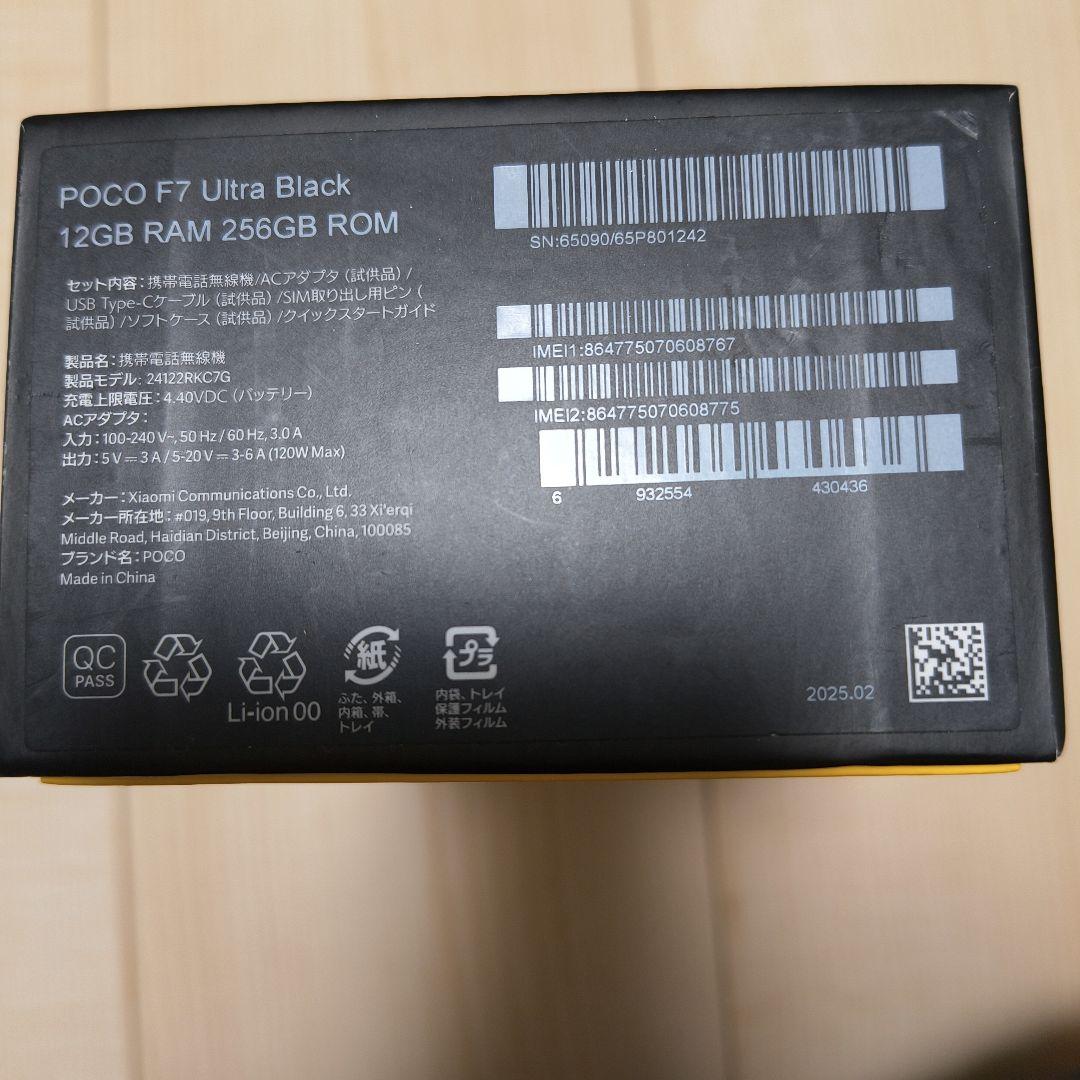 POCO F7 Ultra Black
12GB RAM 256GB ROM
セット内容：携帯電話無線機/ACアダプタ（試供品）/
USB Type-Cケーブル（試供品）/SIM取り出し用ピン（
試供品）/ソフトケース（試供品）/クイックスタートガイド
製品名：携帯電話無線機
製品モデル：24122RKC7G
充電上限電圧：4.40VDC（バッテリー）
ACアダプタ：
入力：100-240 V~, 50 Hz / 60 Hz, 3.0 A
出力：5 V ⎓ 3 A / 5-20 V ⎓ 3-6 A (120W Max)
メーカー：Xiaomi Communications Co., Ltd.
メーカー所在地：#019, 9th Floor, Building 6, 33 Xi'erqi
Middle Road, Haidian District, Beijing, China, 100085
ブランド名：POCO
Made in China
QC
PASS
Li-ion 00
紙
ふた、外箱、
内箱、帯、
トレイ
プラ
内袋、トレイ
保護フィルム
外装フィルム
SN:65090/65P801242
IMEI1:864775070608767
IMEI2:864775070608775
6 932554 430436
2025.02